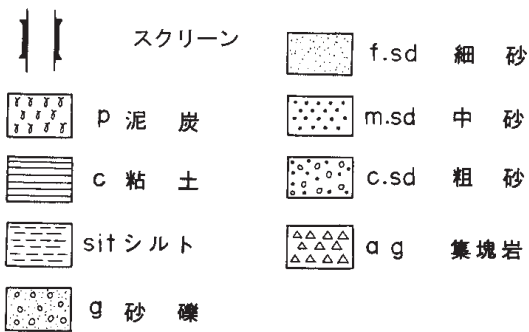 スクリーン
p 泥炭
c 粘土
sit シルト
g 砂礫
f.sd 細砂
m.sd 中砂
c.sd 粗砂
a g 集塊岩